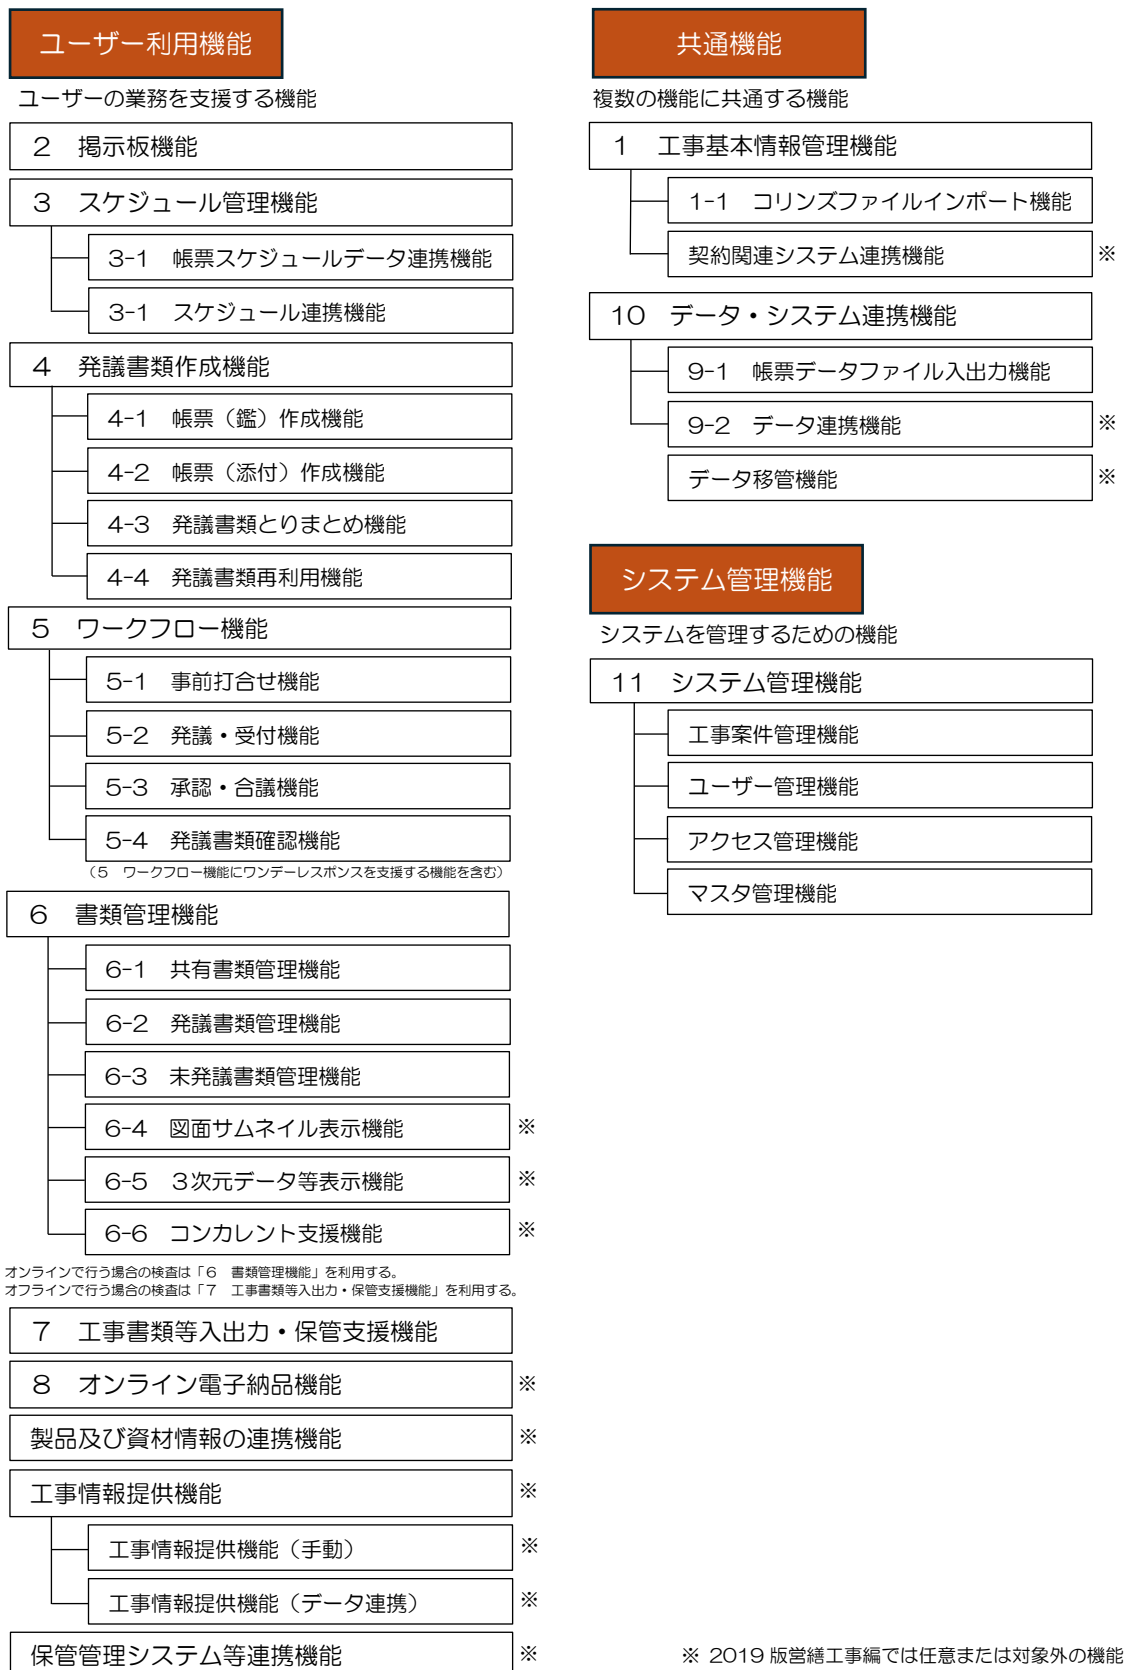 ユーザー利用機能
ユーザーの業務を支援する機能
2 掲示板機能
3 スケジュール管理機能
3-1 帳票スケジュールデータ連携機能
3-1 スケジュール連携機能
4 発議書類作成機能
4-1 帳票（鑑）作成機能
4-2 帳票（添付）作成機能
4-3 発議書類とりまとめ機能
4-4 発議書類再利用機能
5 ワークフロー機能
5-1 事前打合せ機能
5-2 発議・受付機能
5-3 承認・合議機能
5-4 発議書類確認機能
（5 ワークフロー機能にワンデーレスポンスを支援する機能を含む）
6 書類管理機能
6-1 共有書類管理機能
6-2 発議書類管理機能
6-3 未発議書類管理機能
6-4 図面サムネイル表示機能 ※
6-5 3次元データ等表示機能 ※
6-6 コンカレント支援機能 ※
オンラインで行う場合の検査は「6 書類管理機能」を利用する。
オフラインで行う場合の検査は「7 工事書類等入出力・保管支援機能」を利用する。
7 工事書類等入出力・保管支援機能
8 オンライン電子納品機能 ※
製品及び資材情報の連携機能 ※
工事情報提供機能 ※
工事情報提供機能（手動） ※
工事情報提供機能（データ連携） ※
保管管理システム等連携機能 ※
共通機能
複数の機能に共通する機能
1 工事基本情報管理機能
1-1 コリンズファイルインポート機能
契約関連システム連携機能 ※
10 データ・システム連携機能
9-1 帳票データファイル入出力機能
9-2 データ連携機能 ※
データ移管機能 ※
システム管理機能
システムを管理するための機能
11 システム管理機能
工事案件管理機能
ユーザー管理機能
アクセス管理機能
マスタ管理機能
※ 2019 版営繕工事編では任意または対象外の機能